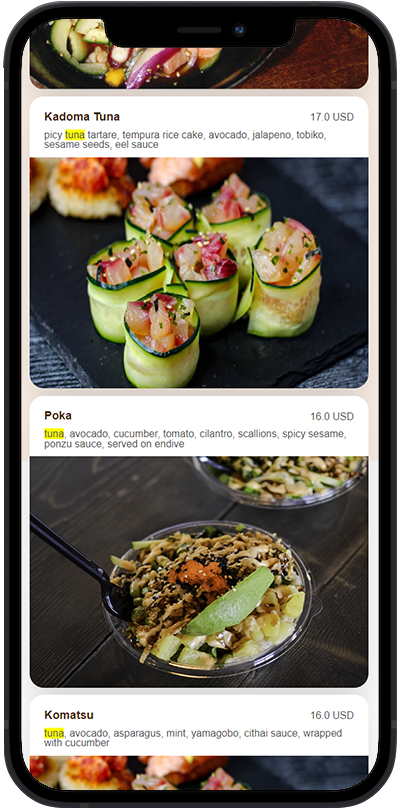 Kadoma Tuna 17.0 USD
picy tuna tartare, tempura rice cake, avocado, jalapeno, tobiko,
sesame seeds, eel sauce
Poka 16.0 USD
tuna, avocado, cucumber, tomato, cilantro, scallions, spicy sesame,
ponzu sauce, served on endive
Komatsu 16.0 USD
tuna, avocado, asparagus, mint, yamagobo, cithai sauce, wrapped
with cucumber